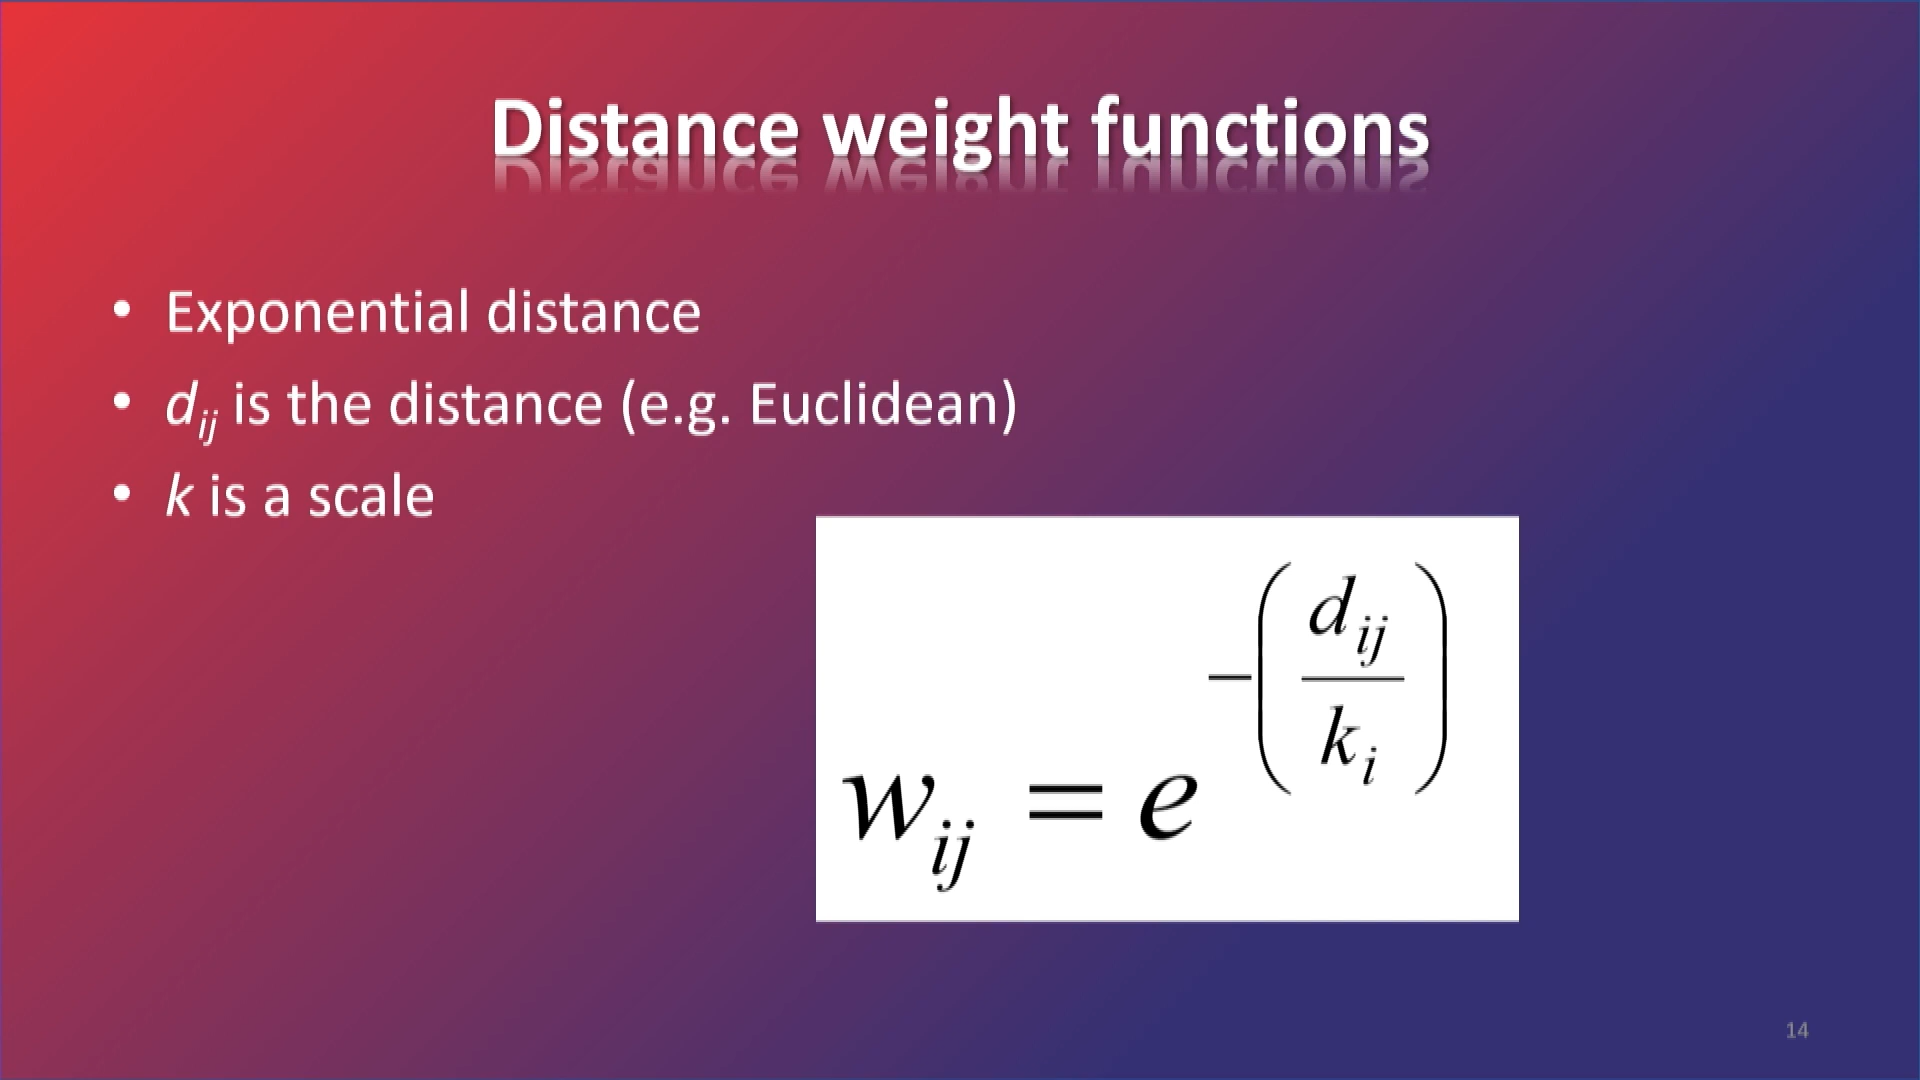 Distance weight functions
• Exponential distance
• d_ij is the distance (e.g. Euclidean)
• k is a scale
w_ij = e^-(d_ij / k_i)
14